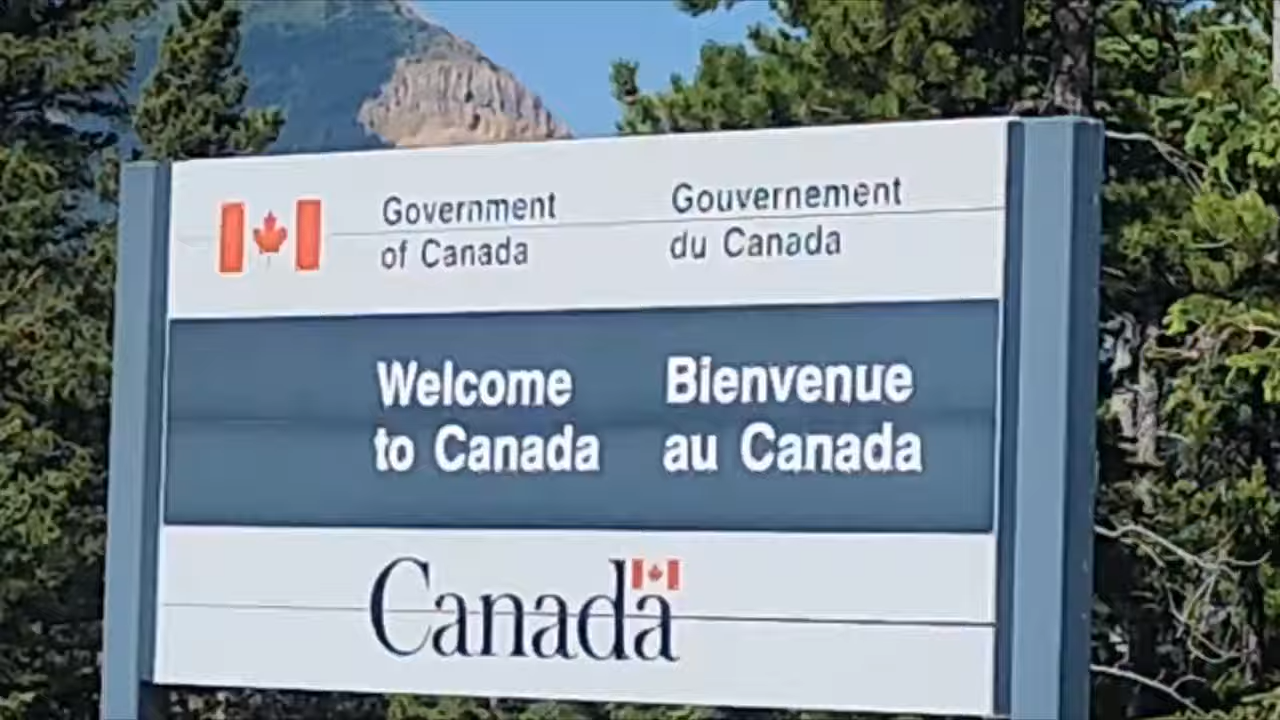 Government
of Canada
Gouvernement
du Canada
Welcome
to Canada
Bienvenue
au Canada
Canada